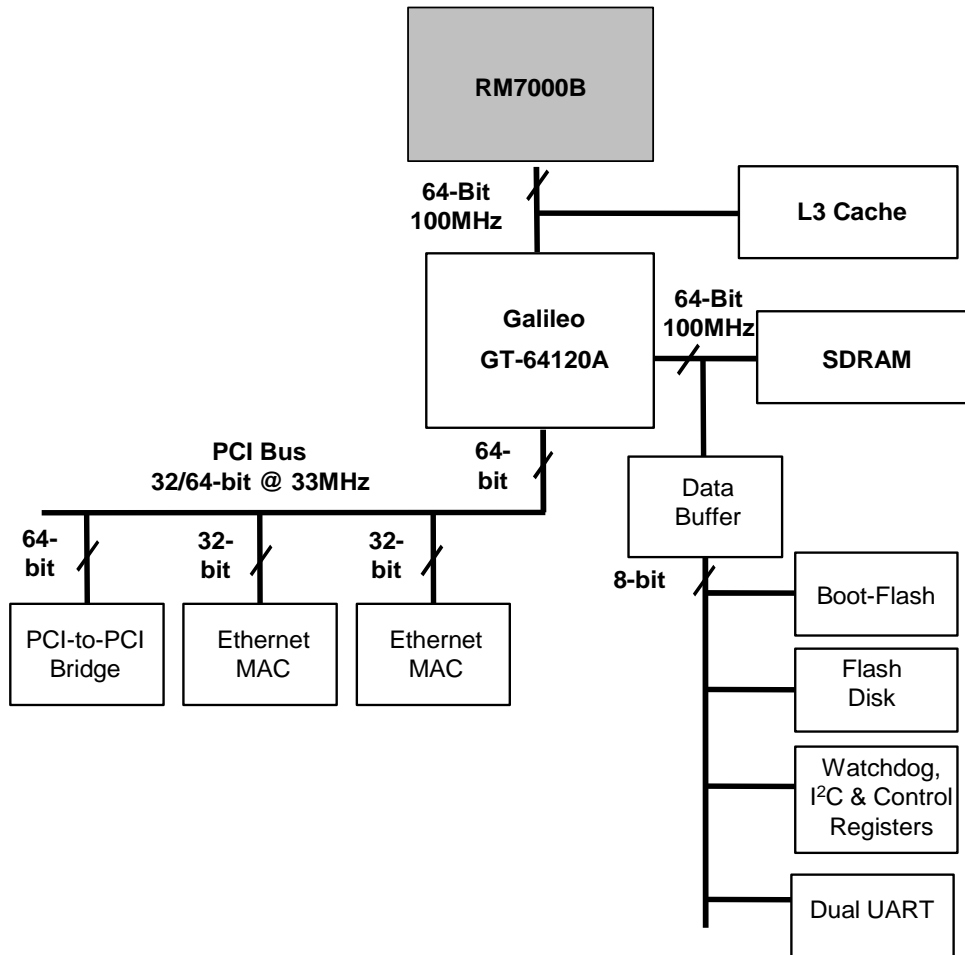 RM7000B
64-Bit
100MHz
L3 Cache
Galileo
GT-64120A
64-Bit
100MHz
SDRAM
PCI Bus
32/64-bit @ 33MHz
64-
bit
Data
Buffer
64-
bit
32-
bit
32-
bit
8-bit
PCI-to-PCI
Bridge
Ethernet
MAC
Ethernet
MAC
Boot-Flash
Flash
Disk
Watchdog,
I²C & Control
Registers
Dual UART